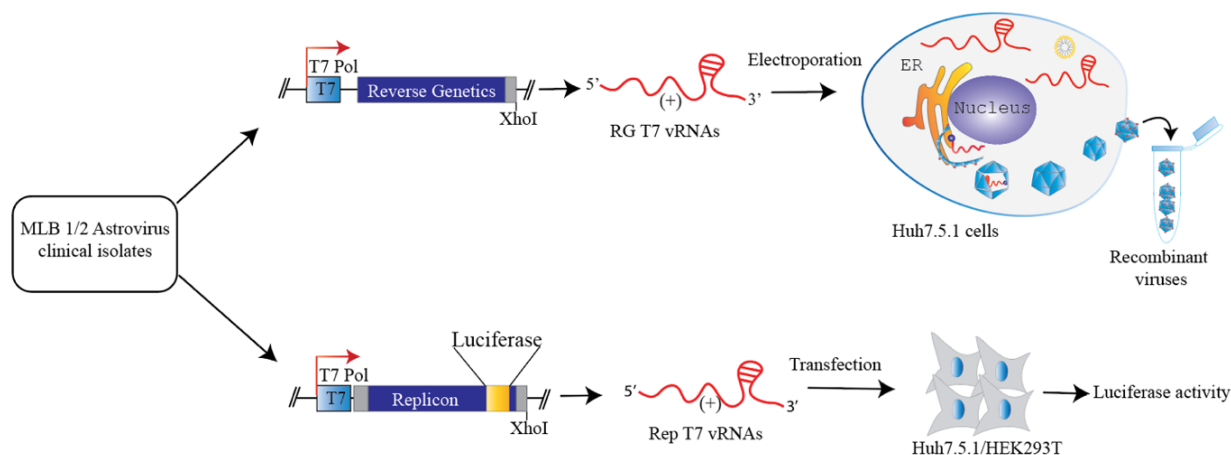 MLB 1/2 Astrovirus
clinical isolates
T7 Pol
T7
Reverse Genetics
XhoI
5’
(+)
3’
RG T7 vRNAs
Electroporation
ER
Nucleus
Huh7.5.1 cells
Recombinant
viruses
Luciferase
T7 Pol
T7
Replicon
XhoI
5’
(+)
3’
Rep T7 vRNAs
Transfection
Huh7.5.1/HEK293T
Luciferase activity